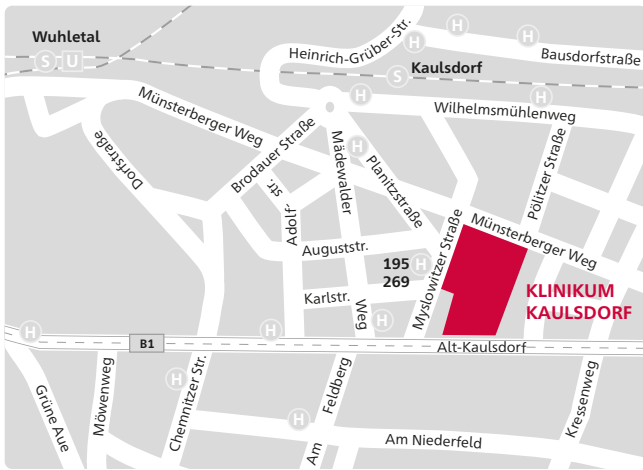 Wuhletal
S U
Heinrich-Grüber-Str.
H
H
H
Bausdorfstraße
S
Kaulsdorf
H
H
Wilhelmsmühlenweg
Münsterberger Weg
Dorfstraße
Brodauer Straße
Adolf-
str.
Mädewalder
Weg
H
Planitzstraße
Pölitzer Straße
Myslowitzer Straße
Münsterberger Weg
Auguststr.
195
269
H
Karlstr.
KLINIKUM
KAULSDORF
H
B1
H
H
Alt-Kaulsdorf
Grüne Aue
Möwenweg
Chemnitzer Str.
H
H
Am
Feldberg
Am Niederfeld
Kressenweg